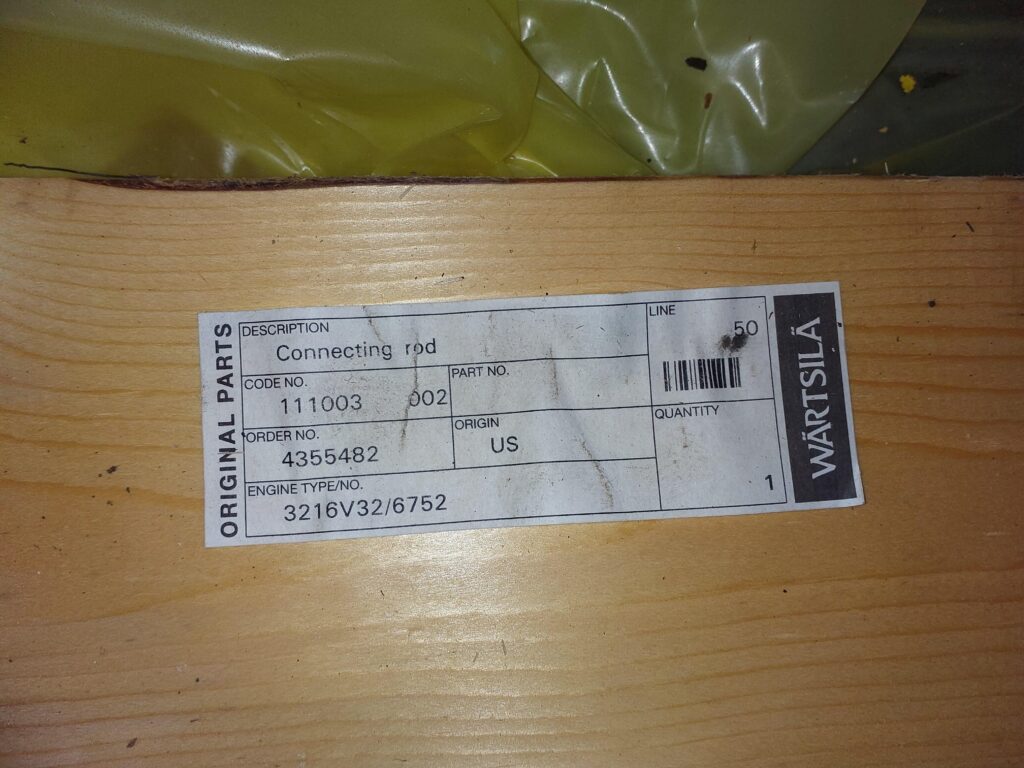 ORIGINAL PARTS
DESCRIPTION
Connecting rod
CODE NO.
111003 002
PART NO.
ORDER NO.
4355482
ORIGIN
US
ENGINE TYPE/NO.
3216V32/6752
LINE
50
QUANTITY
1
WÄRTSILÄ